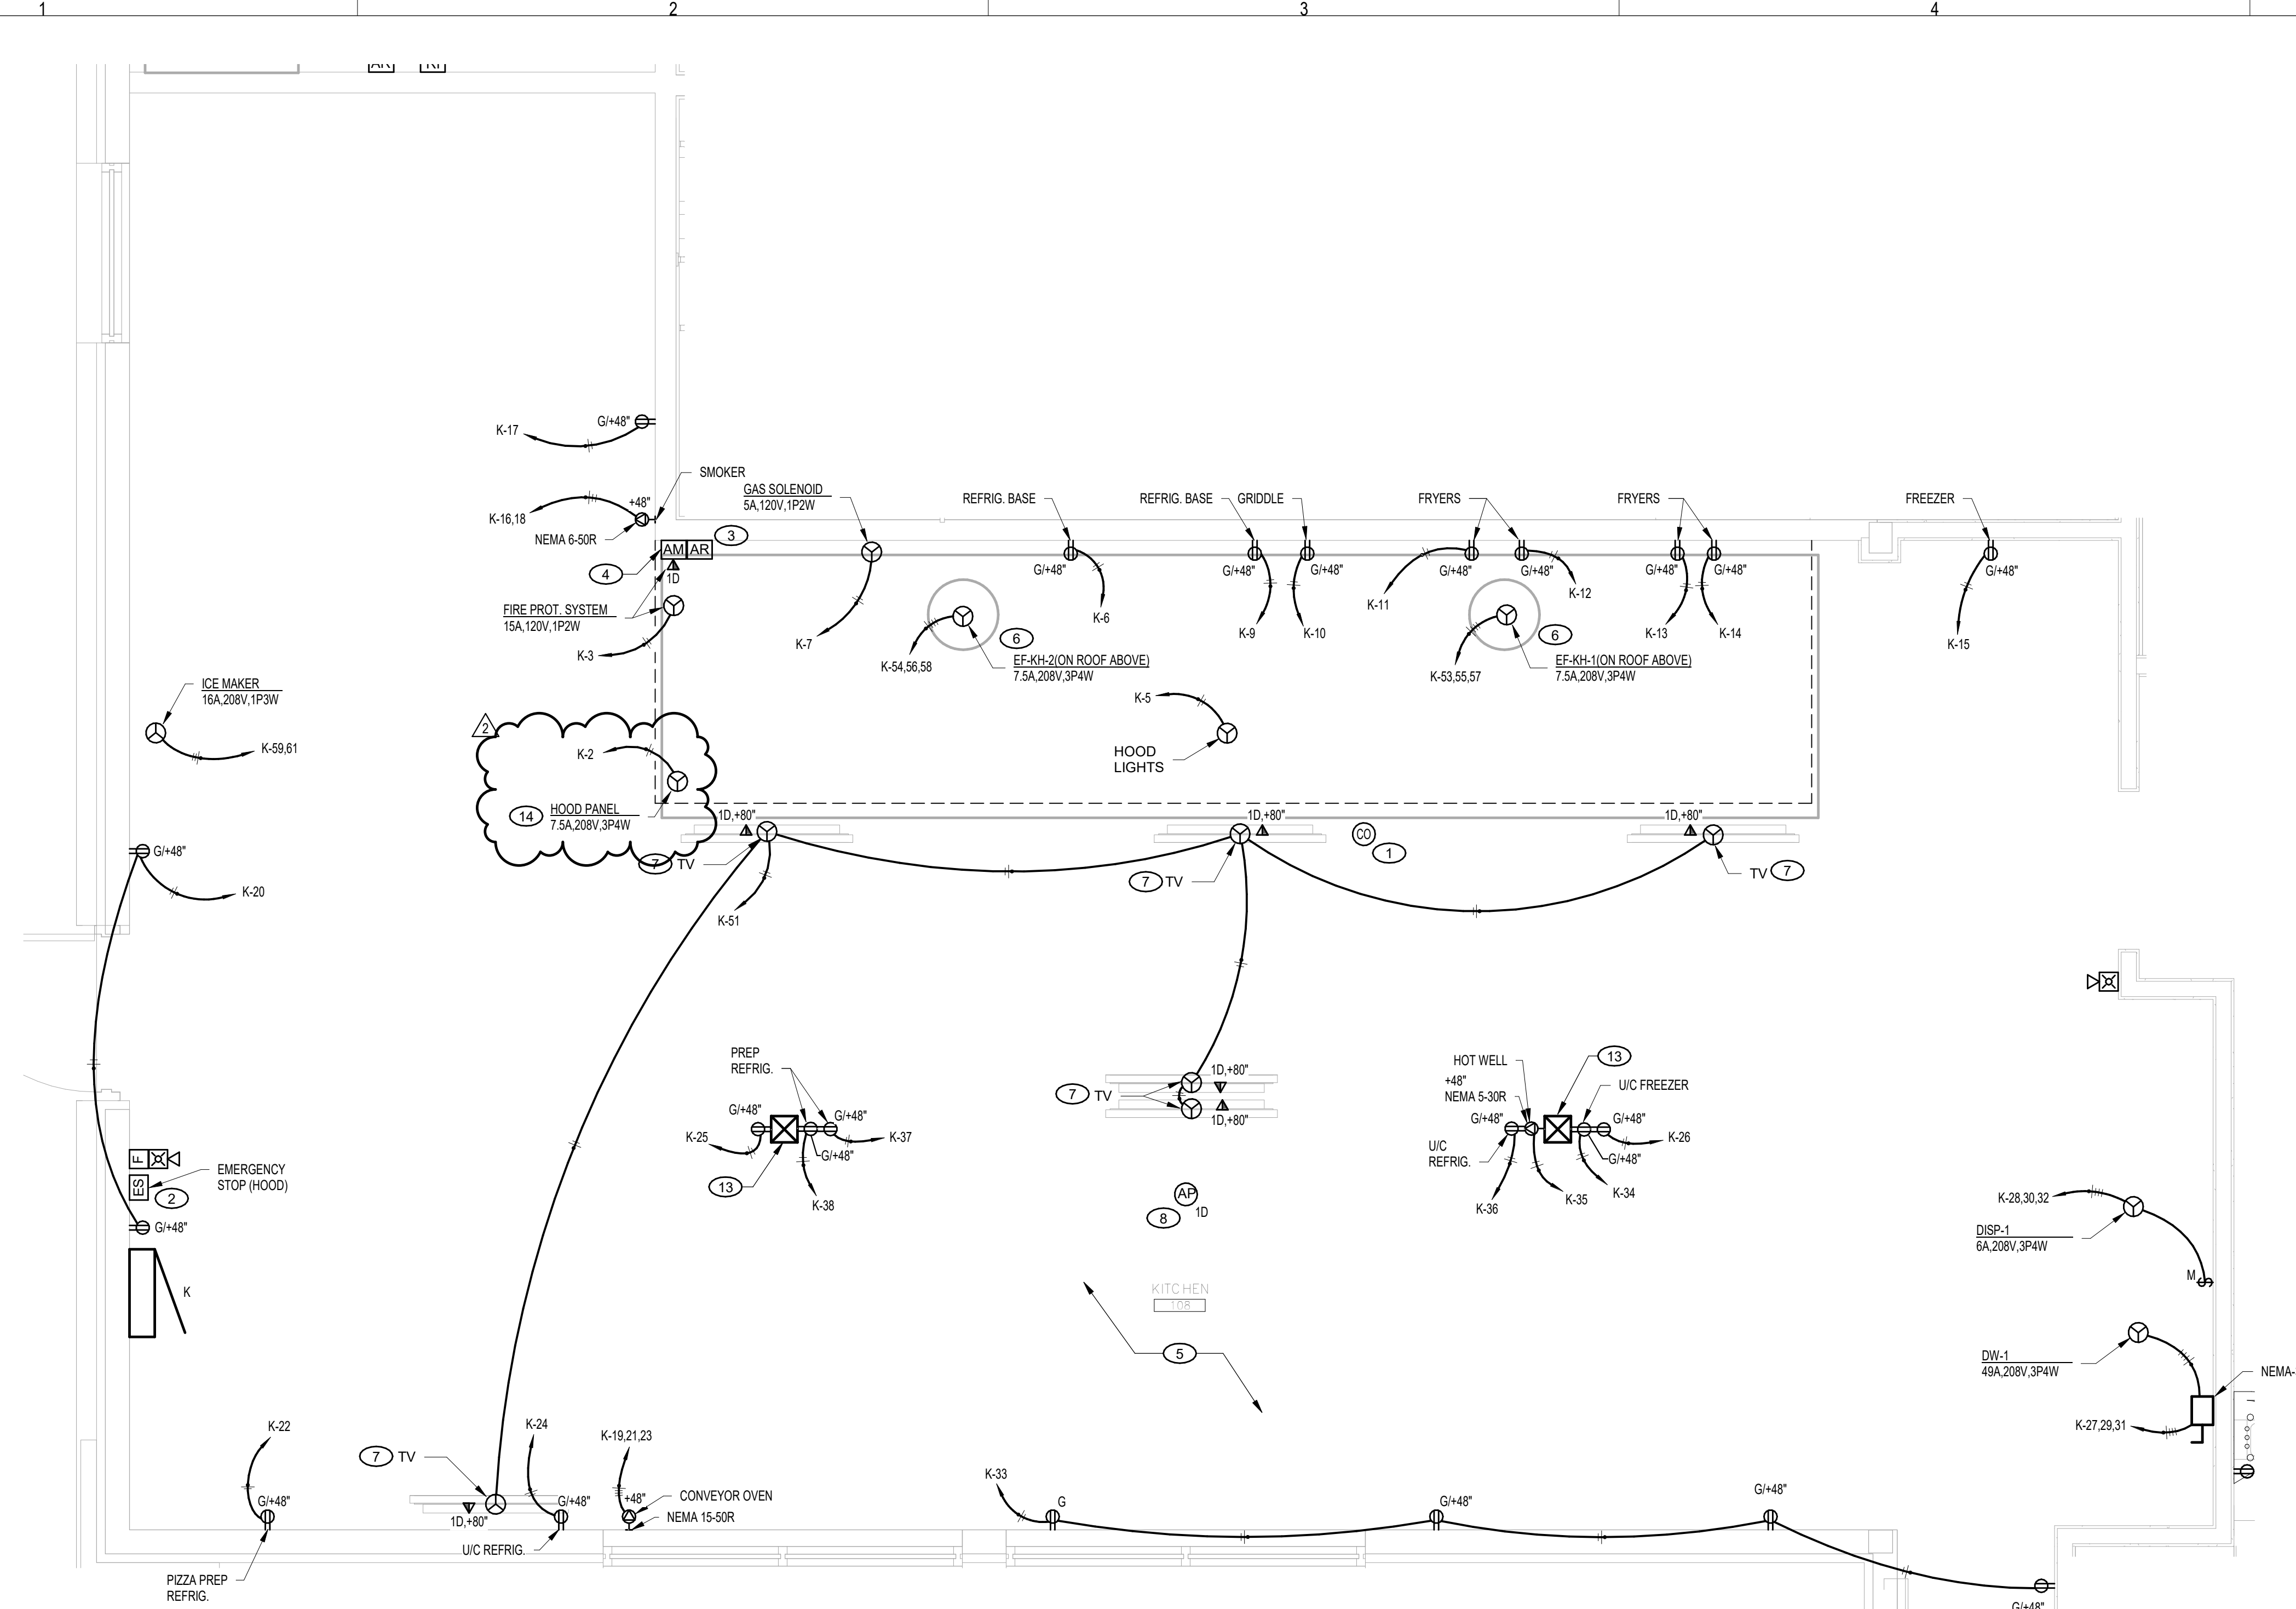 1
2
3
4
G/+48"
K-17
SMOKER
GAS SOLENOID
5A,120V,1P2W
+48"
K-16,18
NEMA 6-50R
REFRIG. BASE
REFRIG. BASE
GRIDDLE
FRYERS
FRYERS
FREEZER
AM
AR
3
4
1D
FIRE PROT. SYSTEM
15A,120V,1P2W
K-3
K-7
G/+48"
K-6
G/+48"
G/+48"
K-9
K-10
G/+48"
G/+48"
K-11
K-12
G/+48"
G/+48"
K-13
K-14
G/+48"
K-15
K-54,56,58
6
EF-KH-2(ON ROOF ABOVE)
7.5A,208V,3P4W
K-53,55,57
6
EF-KH-1(ON ROOF ABOVE)
7.5A,208V,3P4W
ICE MAKER
16A,208V,1P3W
K-59,61
2
K-2
14
HOOD PANEL
7.5A,208V,3P4W
K-5
HOOD
LIGHTS
1D,+80"
7
TV
K-51
1D,+80"
7
TV
CO
1
1D,+80"
TV
7
G/+48"
K-20
PREP
REFRIG.
G/+48"
G/+48"
K-25
K-37
G/+48"
13
K-38
1D,+80"
7
TV
1D,+80"
HOT WELL
+48"
NEMA 5-30R
13
U/C FREEZER
G/+48"
G/+48"
K-26
U/C
REFRIG.
G/+48"
K-34
K-35
K-36
F
ES
EMERGENCY
STOP (HOOD)
2
G/+48"
K
AP
8
1D
KITCHEN
108
5
K-28,30,32
DISP-1
6A,208V,3P4W
M
DW-1
49A,208V,3P4W
NEMA-
K-27,29,31
K-22
G/+48"
PIZZA PREP
REFRIG.
7
TV
1D,+80"
K-24
G/+48"
U/C REFRIG.
K-19,21,23
+48"
CONVEYOR OVEN
NEMA 15-50R
K-33
G
G/+48"
G/+48"
G/+48"